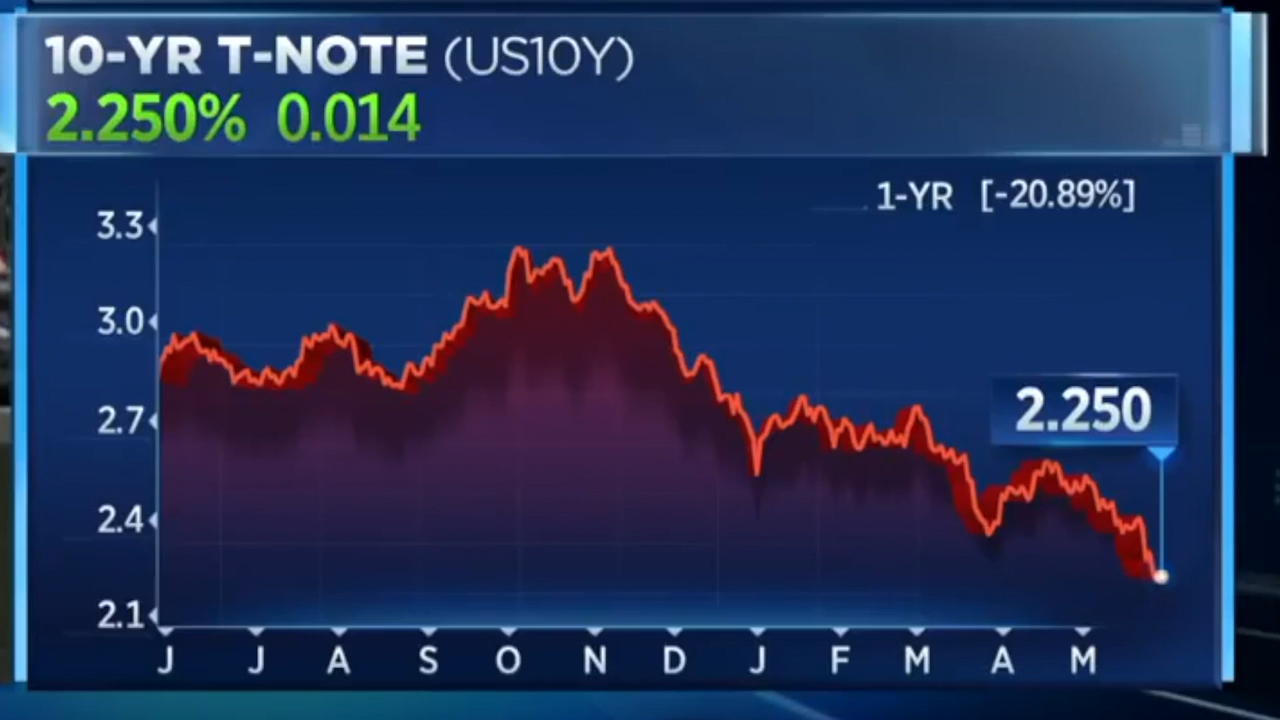 10-YR T-NOTE (US10Y)
2.250% 0.014
1-YR [-20.89%]
3.3
3.0
2.7
2.4
2.1
2.250
J J A S O N D J F M A M